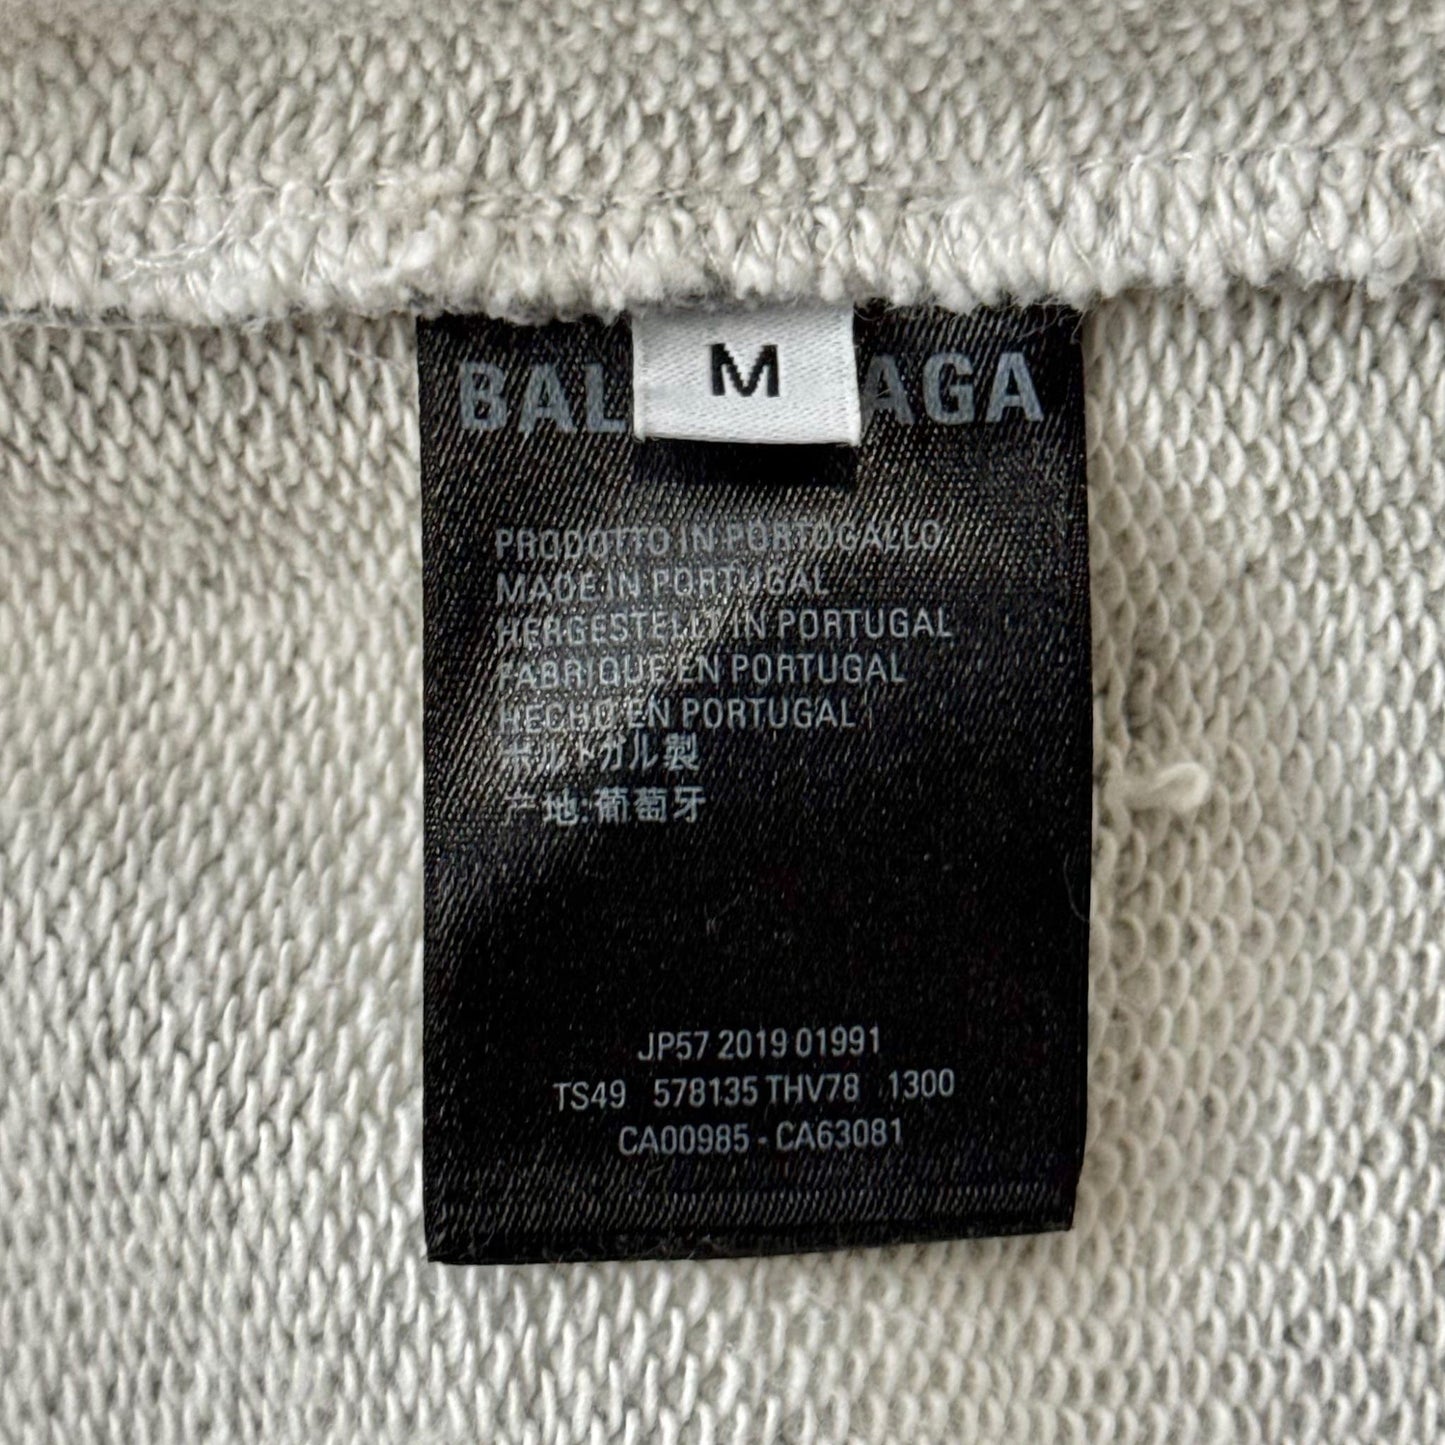 M
BAL AGA
PRODOTTO IN PORTOGALLO
MADE IN PORTUGAL
HERGESTELLT IN PORTUGAL
FABRIQUE EN PORTUGAL
HECHO EN PORTUGAL
ポルトガル製
产地:葡萄牙
JP57 2019 01991
TS49 578135 THV78 1300
CA00985 - CA63081